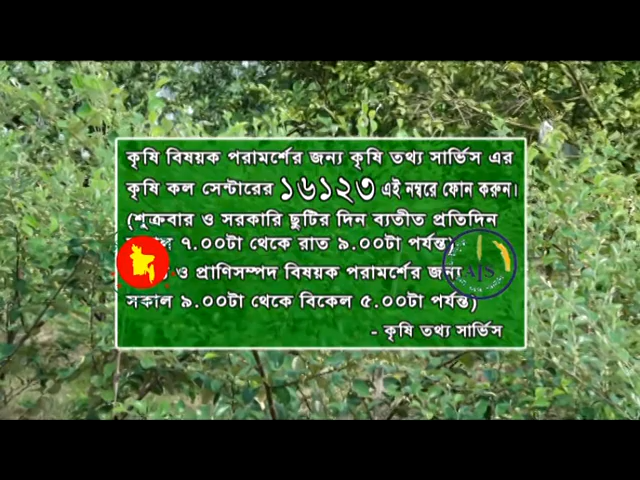 কৃষি বিষয়ক পরামর্শের জন্য কৃষি তথ্য সার্ভিস এর
কৃষি কল সেন্টারের ১৬১২৩ এই নম্বরে ফোন করুন।
(শুক্রবার ও সরকারি ছুটির দিন ব্যতীত প্রতিদিন
৭.০০টা থেকে রাত ৯.০০টা পর্যন্ত)
ও প্রাণিসম্পদ বিষয়ক পরামর্শের জন্য
সকাল ৯.০০টা থেকে বিকেল ৫.০০টা পর্যন্ত)
- কৃষি তথ্য সার্ভিস
AIS